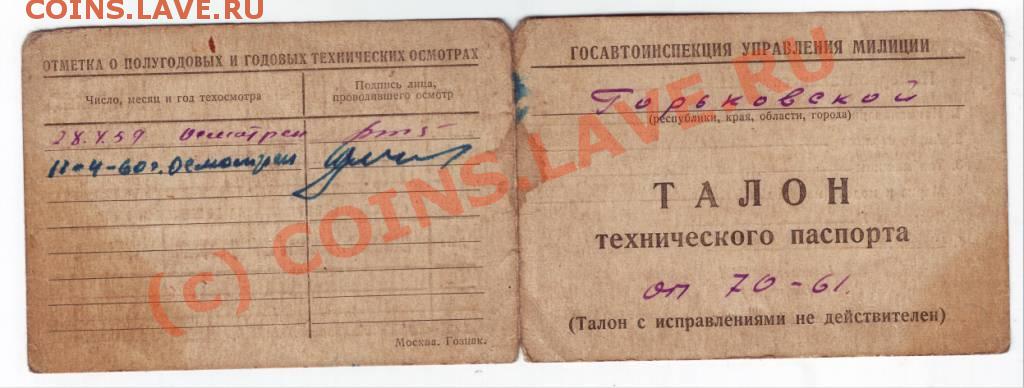 coins.lave.ru
COINS.LAVE.RU
ОТМЕТКА О ПОЛУГОДОВЫХ И ГОДОВЫХ ТЕХНИЧЕСКИХ ОСМОТРАХ
Число, месяц и год техосмотра
Подпись лица,
проводившего осмотр
28.V.59 Осмотрен
11-4-60 г. Осмотрен
Москва. Гознак.
ГОСАВТОИНСПЕКЦИЯ УПРАВЛЕНИЯ МИЛИЦИИ
Горьковской
(республики, края, области, города)
ТАЛОН
технического паспорта
оп 70-61.
(Талон с исправлениями не действителен)
(c) COINS.LAVE.RU